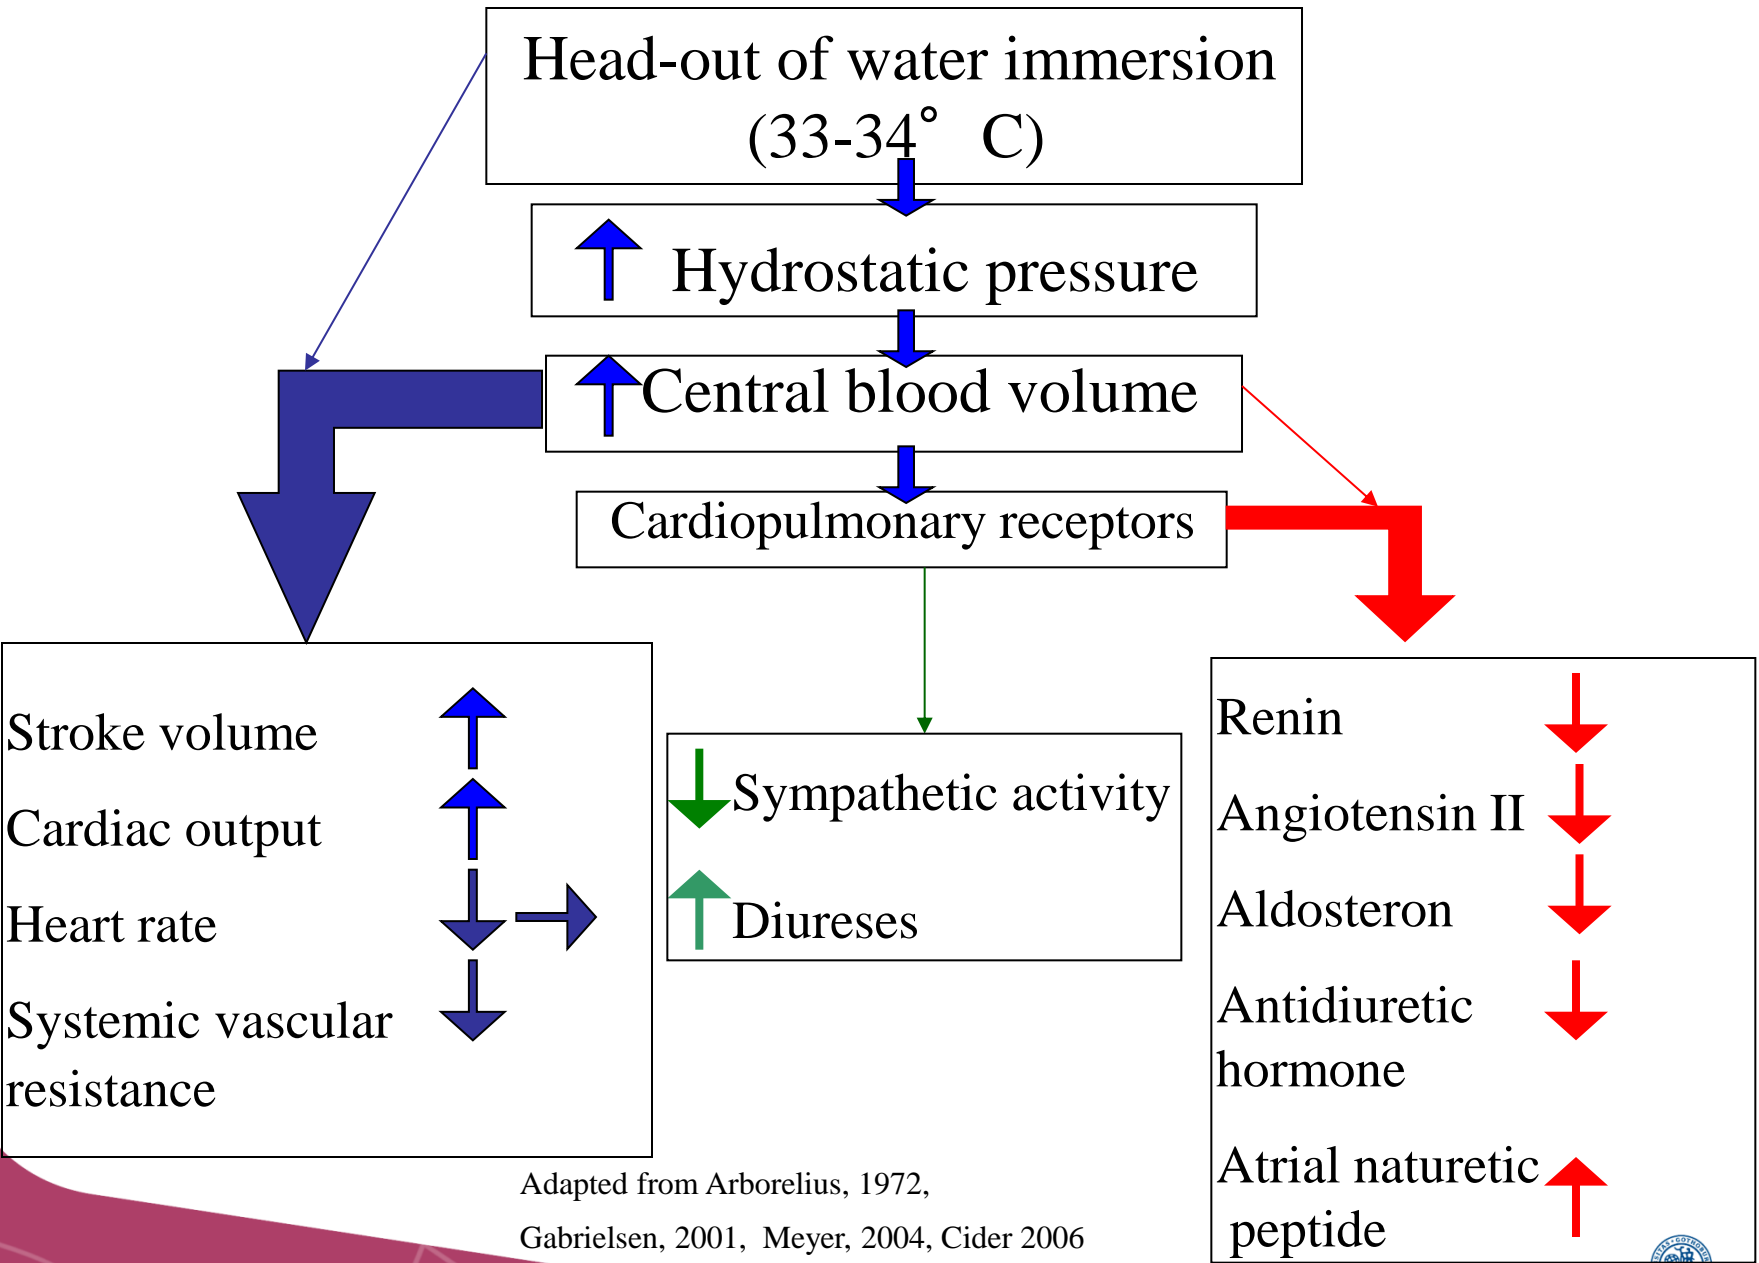 Head-out of water immersion
(33-34° C)
Hydrostatic pressure
Central blood volume
Cardiopulmonary receptors
Stroke volume
Cardiac output
Heart rate
Systemic vascular
resistance
Sympathetic activity
Diureses
Renin
Angiotensin II
Aldosteron
Antidiuretic
hormone
Atrial naturetic
peptide
Adapted from Arborelius, 1972,
Gabrielsen, 2001, Meyer, 2004, Cider 2006